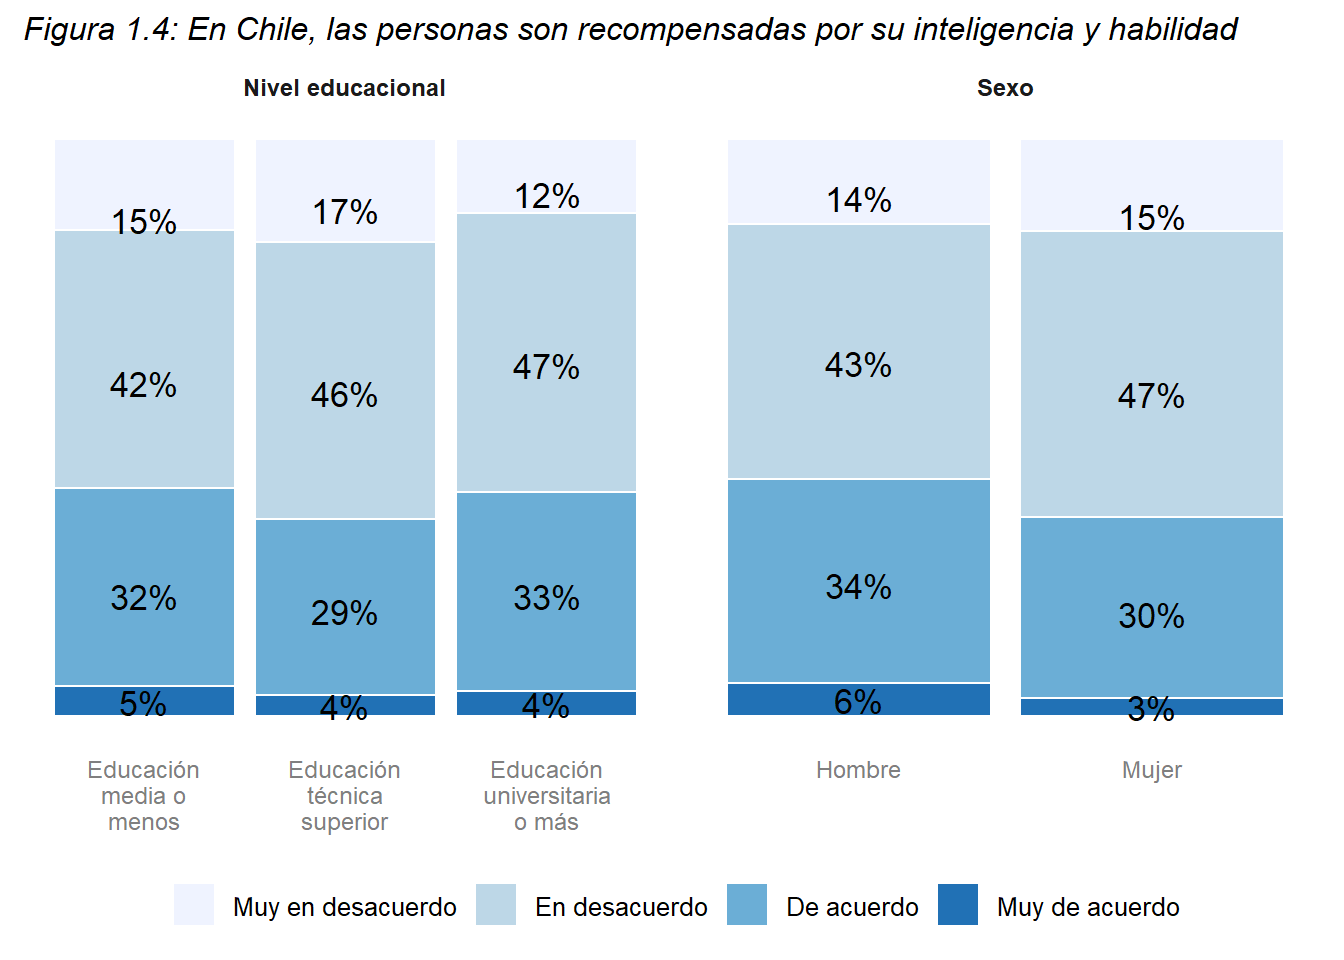 Figura 1.4: En Chile, las personas son recompensadas por su inteligencia y habilidad
Nivel educacional
15%
17%
12%
42%
46%
47%
32%
29%
33%
5%
4%
4%
Educación
media o
menos
Educación
técnica
superior
Educación
universitaria
o más
Sexo
14%
15%
43%
47%
34%
30%
6%
3%
Hombre
Mujer
Muy en desacuerdo
En desacuerdo
De acuerdo
Muy de acuerdo